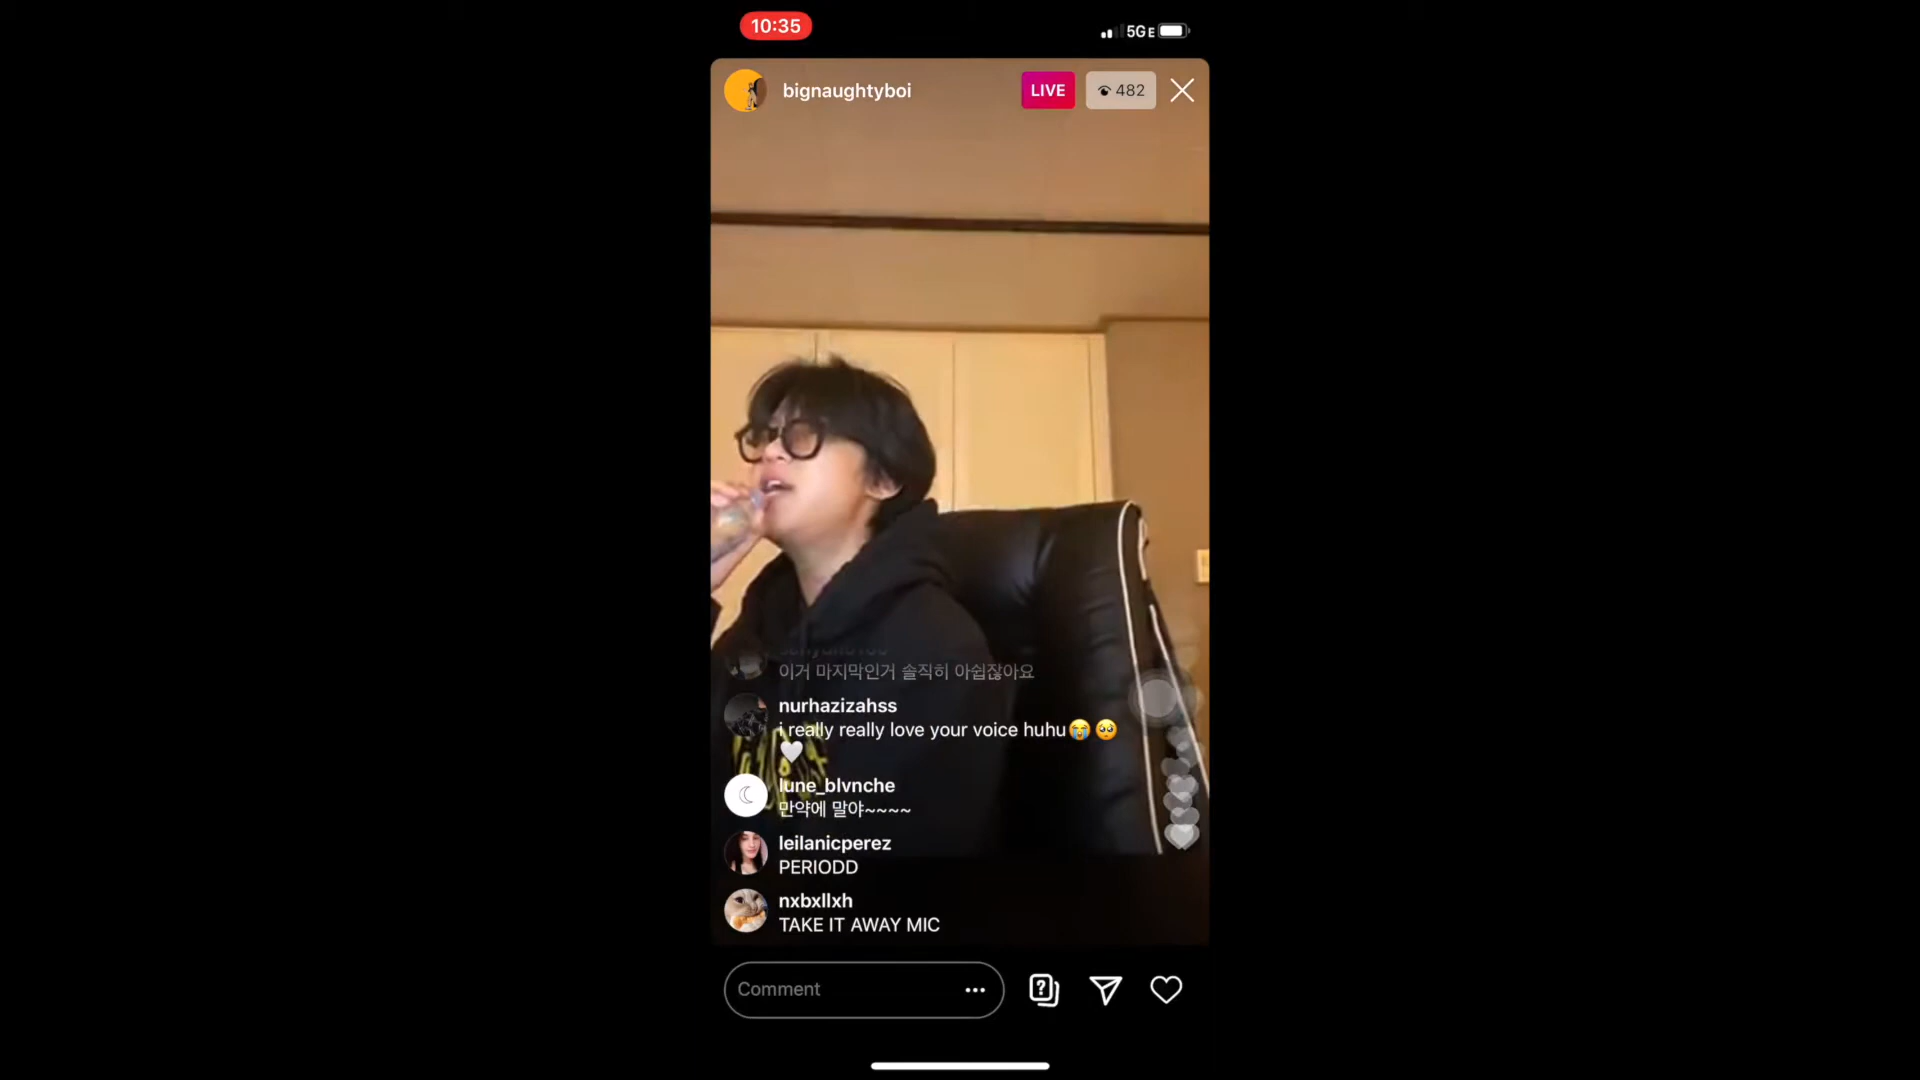 10:35
5GE
bignaughtyboi
LIVE
482
이거 마지막인거 솔직히 아쉽잖아요
nurhazizahss
i really really love your voice huhu😭🥺
🤍
lune_blvnche
만약에 말야~~~~
leilanicperez
PERIODD
nxbxllxh
TAKE IT AWAY MIC
Comment